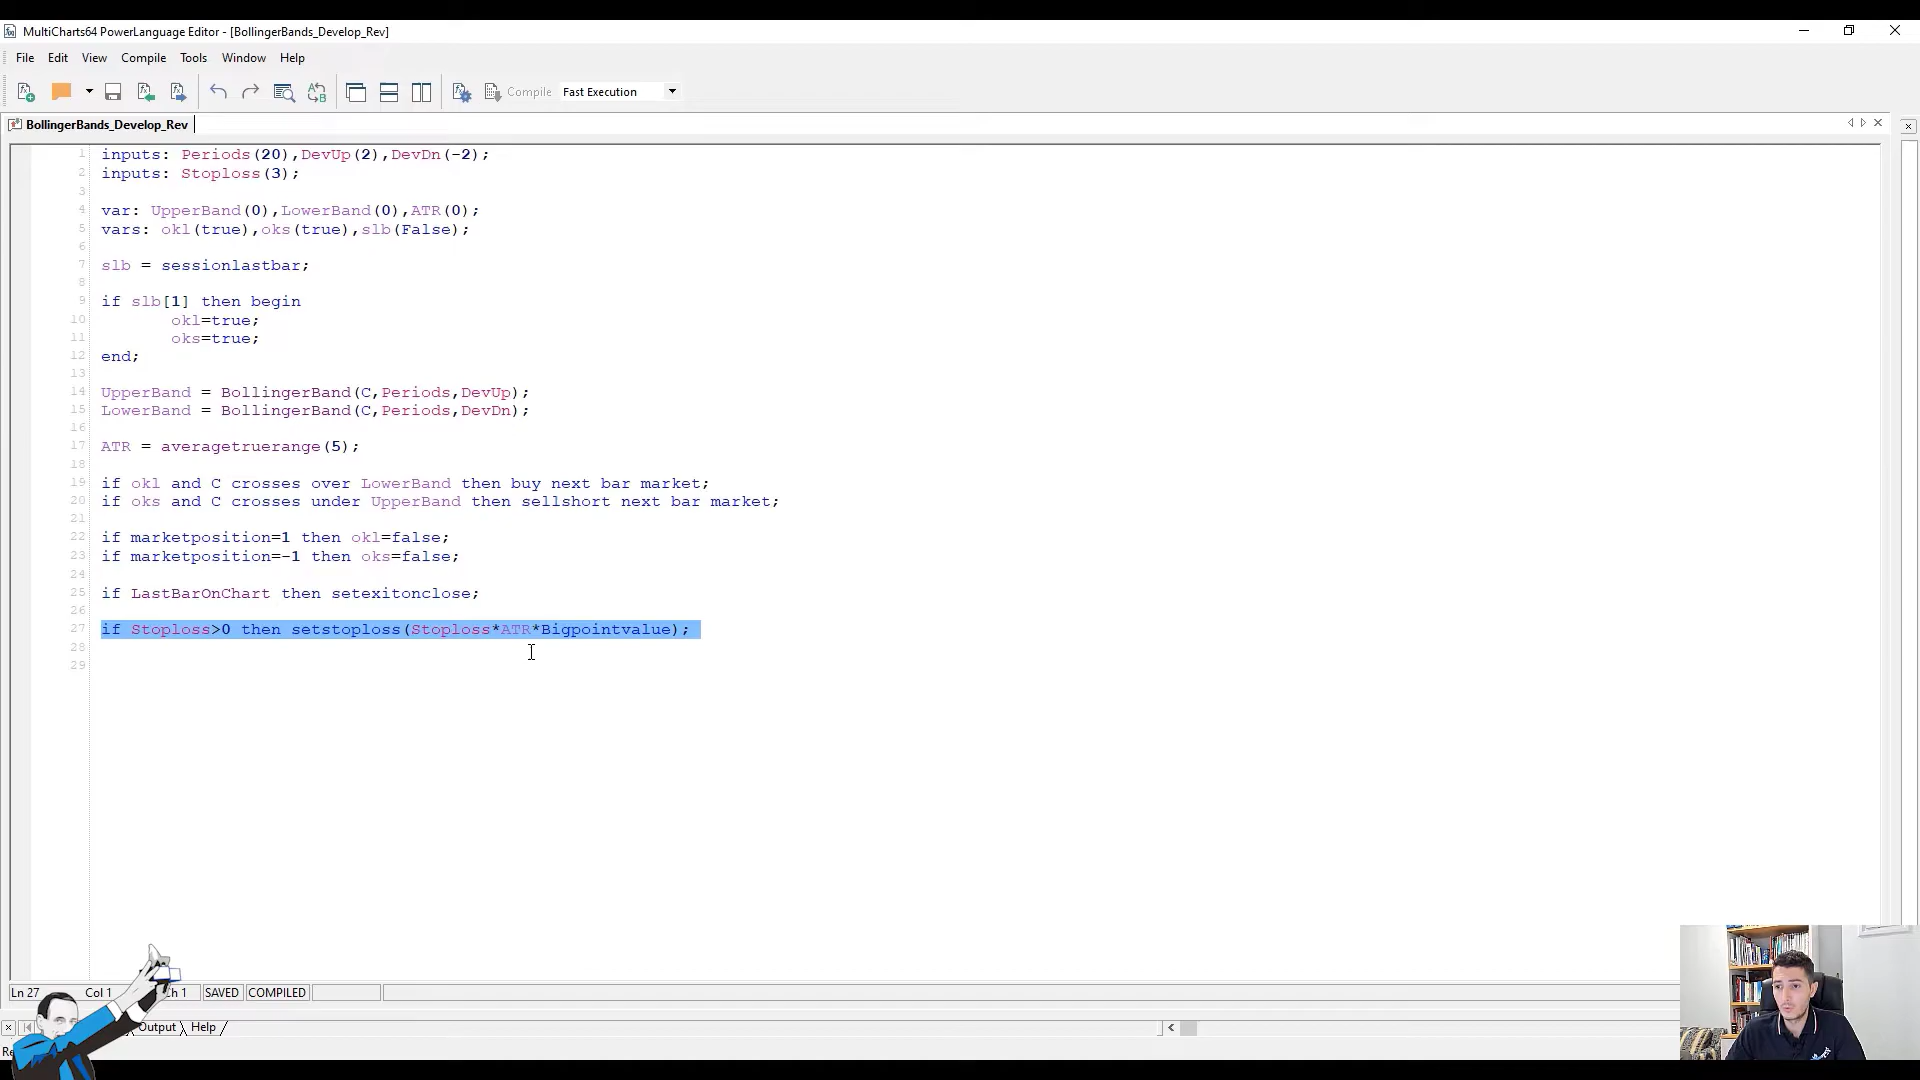 MultiCharts64 PowerLanguage Editor - [BollingerBands_Develop_Rev]
File Edit View Compile Tools Window Help
Compile Fast Execution
BollingerBands_Develop_Rev
1 inputs: Periods(20),DevUp(2),DevDn(-2);
2 inputs: Stoploss(3);
3
4 var: UpperBand(0),LowerBand(0),ATR(0);
5 vars: okl(true),oks(true),slb(False);
6
7 slb = sessionlastbar;
8
9 if slb[1] then begin
10 okl=true;
11 oks=true;
12 end;
13
14 UpperBand = BollingerBand(C,Periods,DevUp);
15 LowerBand = BollingerBand(C,Periods,DevDn);
16
17 ATR = averagetruerange(5);
18
19 if okl and C crosses over LowerBand then buy next bar market;
20 if oks and C crosses under UpperBand then sellshort next bar market;
21
22 if marketposition=1 then okl=false;
23 if marketposition=-1 then oks=false;
24
25 if LastBarOnChart then setexitonclose;
26
27 if Stoploss>0 then setstoploss(Stoploss*ATR*Bigpointvalue);
28
29
Ln 27 Col 1 Ch 1 SAVED COMPILED
Output Help